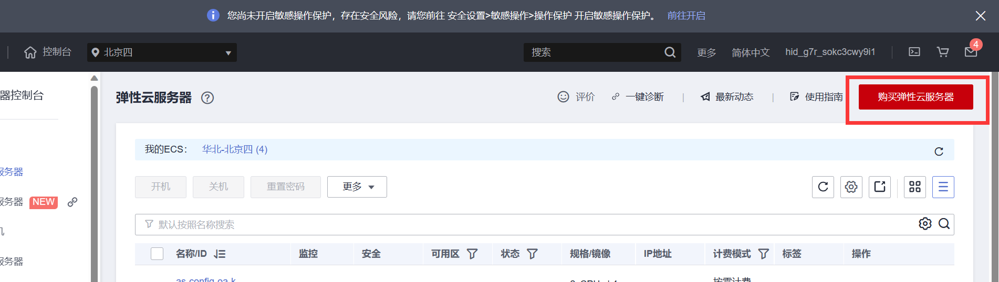 您尚未开启敏感操作保护，存在安全风险，请您前往 安全设置>敏感操作>操作保护 开启敏感操作保护。 前往开启
控制台 北京四 搜索 更多 简体中文 hid_g7r_sokc3cwy9i1 4
器控制台
弹性云服务器 评价 一键诊断 最新动态 使用指南 购买弹性云服务器
我的ECS： 华北-北京四 (4)
服务器
开机 关机 重置密码 更多
服务器 NEW
默认按照名称搜索
机
名称/ID 监控 安全 可用区 状态 规格/镜像 IP地址 计费模式 标签 操作
服务器
as-config-oa-k
按需计费